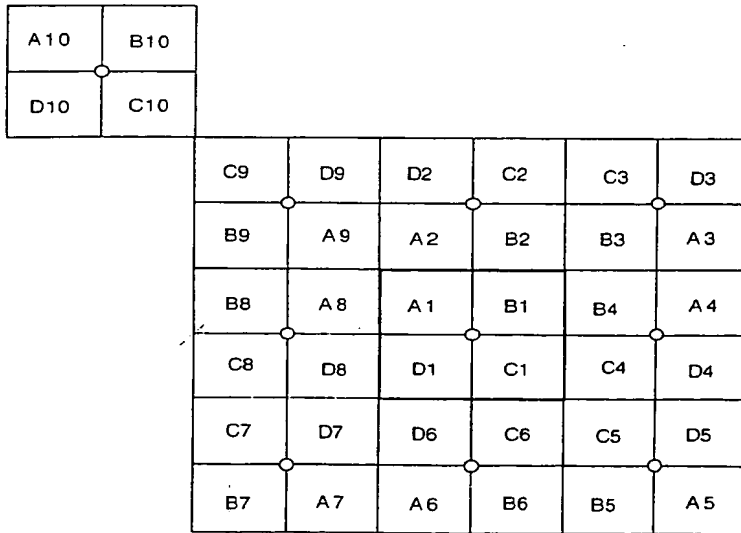 A10 B10
D10 C10
C9 D9 D2 C2 C3 D3
B9 A9 A2 B2 B3 A3
B8 A8 A1 B1 B4 A4
C8 D8 D1 C1 C4 D4
C7 D7 D6 C6 C5 D5
B7 A7 A6 B6 B5 A5